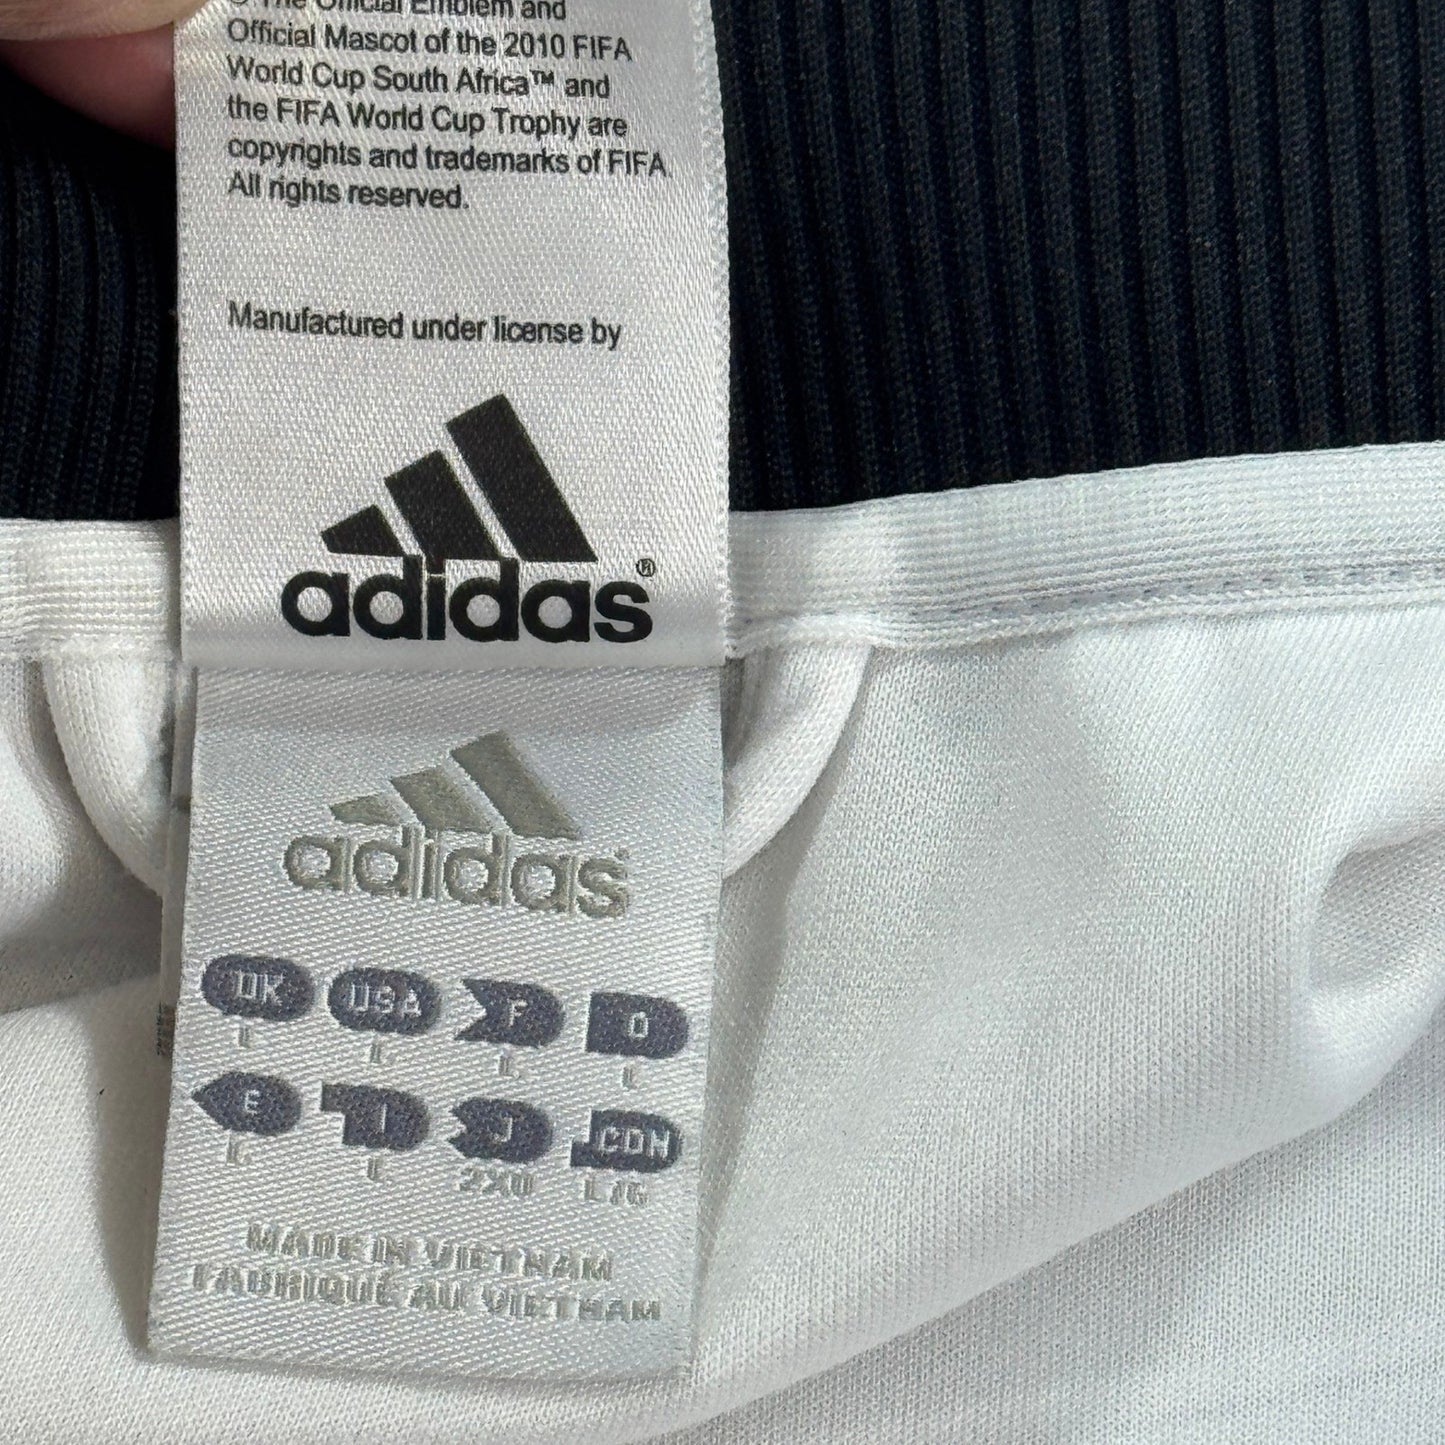 © The Official Emblem and
Official Mascot of the 2010 FIFA
World Cup South Africa™ and
the FIFA World Cup Trophy are
copyrights and trademarks of FIFA
All rights reserved.
Manufactured under license by
adidas®
adidas
UK USA F D
L L L L
E I J CDN
L L 2XO L/G
MADE IN VIETNAM
FABRIQUÉ AU VIETNAM